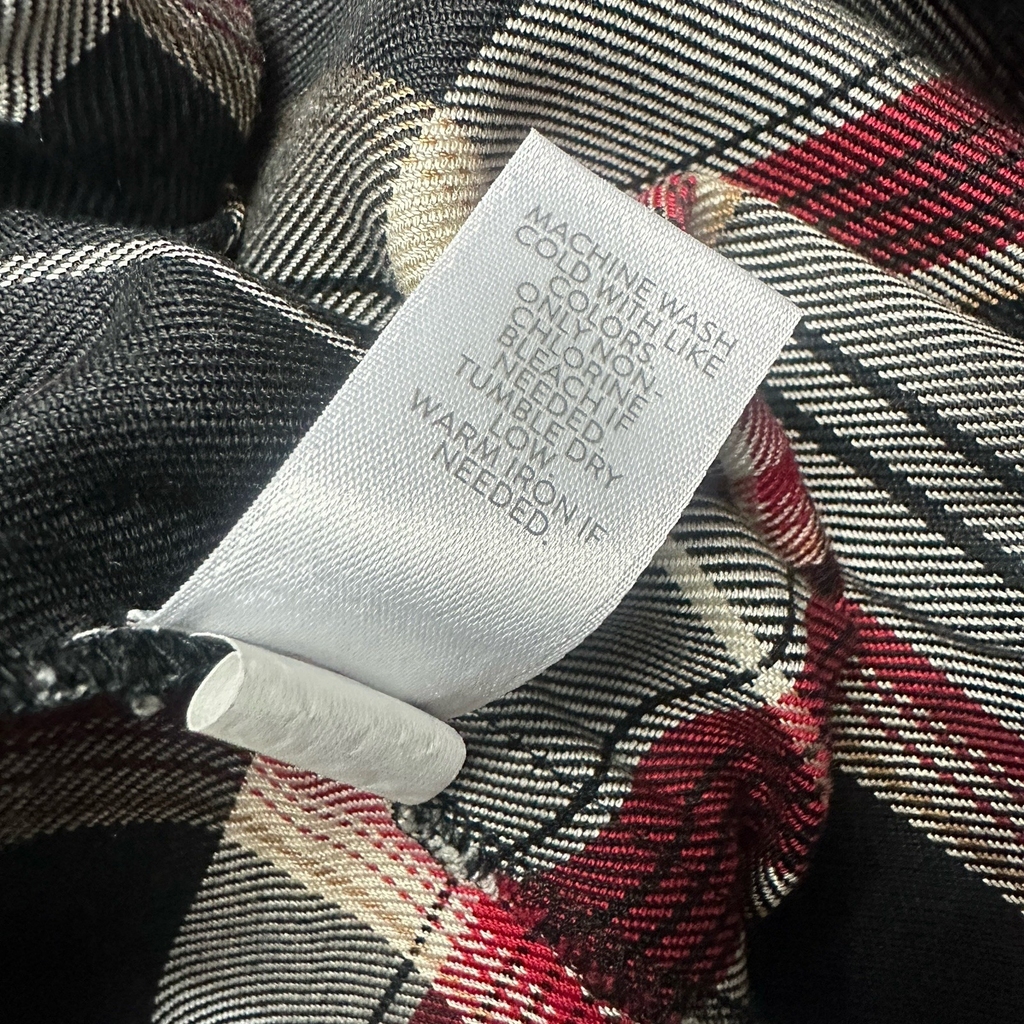 MACHINE WASH
COLD WITH LIKE
COLORS.
ONLY NON-
CHLORINE
BLEACH IF
NEEDED.
TUMBLE DRY
LOW.
WARM IRON IF
NEEDED.